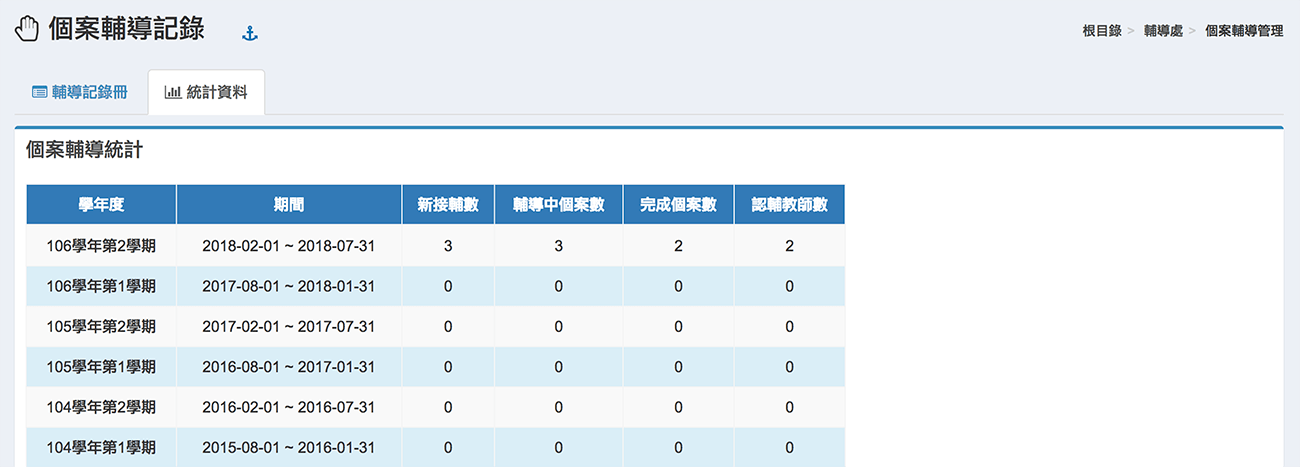 個案輔導記錄
根目錄 > 輔導處 > 個案輔導管理
輔導記錄冊 統計資料
個案輔導統計
學年度 期間 新接輔數 輔導中個案數 完成個案數 認輔教師數
106學年第2學期 2018-02-01 ~ 2018-07-31 3 3 2 2
106學年第1學期 2017-08-01 ~ 2018-01-31 0 0 0 0
105學年第2學期 2017-02-01 ~ 2017-07-31 0 0 0 0
105學年第1學期 2016-08-01 ~ 2017-01-31 0 0 0 0
104學年第2學期 2016-02-01 ~ 2016-07-31 0 0 0 0
104學年第1學期 2015-08-01 ~ 2016-01-31 0 0 0 0